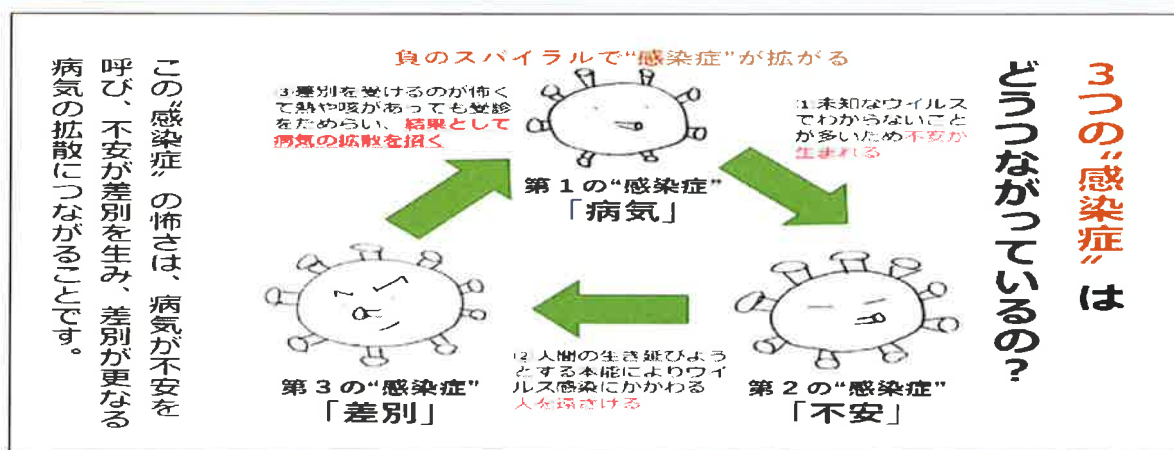 3つの“感染症”は
どうつながっているの?
負のスパイラルで“感染症”が拡がる
第1の“感染症”
「病気」
①未知なウイルス
でわからないこと
が多いため不安が
生まれる
第2の“感染症”
「不安」
②人間の生き延びよう
とする本能によりウイ
ルス感染にかかわる
人を遠ざける
第3の“感染症”
「差別」
③差別を受けるのが怖く
て熱や咳があっても受診
をためらい、結果として
病気の拡散を招く
この“感染症”の怖さは、病気が不安を
呼び、不安が差別を生み、差別が更なる
病気の拡散につながることです。